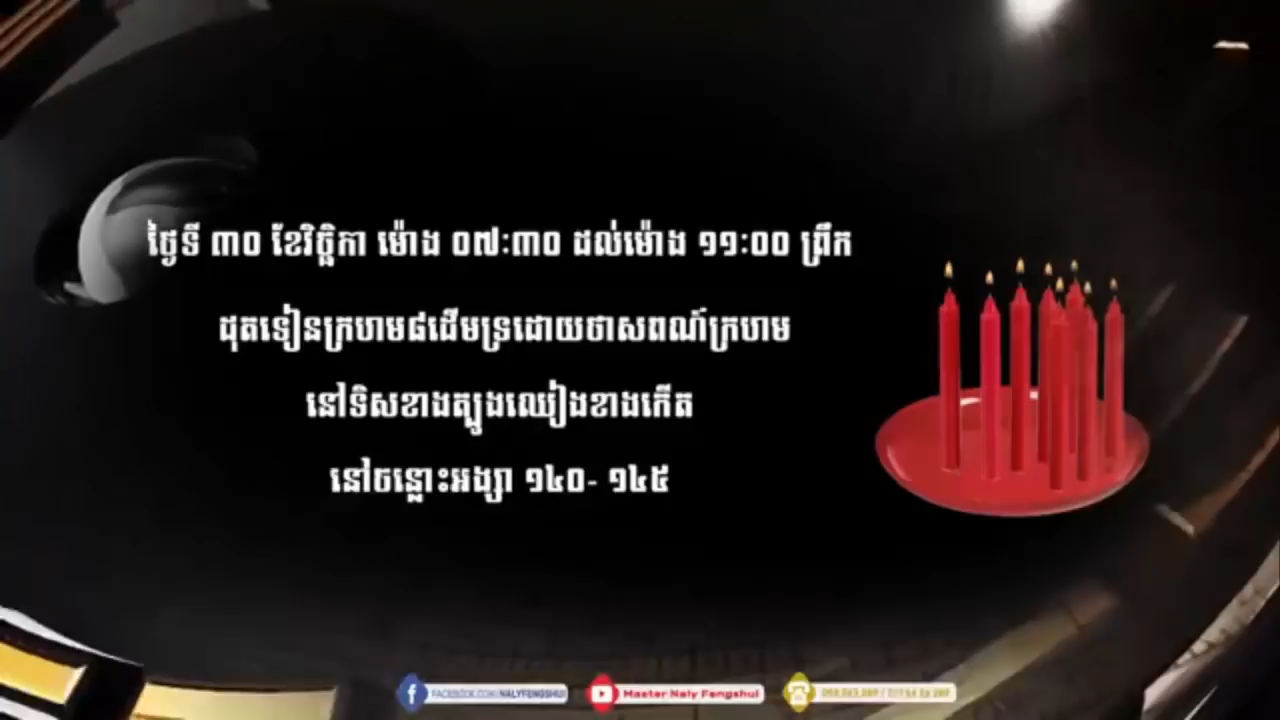 ថ្ងៃទី ៣០ ខែវិច្ឆិកា ម៉ោង ០៧:៣០ ដល់ម៉ោង ១១:០០ ព្រឹក
ដុតទៀនក្រហម៨ដើមទ្រដោយថាសពណ៍ក្រហម
នៅទិសខាងត្បូងឈៀងខាងកើត
នៅចន្លោះអង្សា ១៤០- ១៤៥
FACEBOOK.COM/NALYFENGSHUI
Master Naly Fengshui